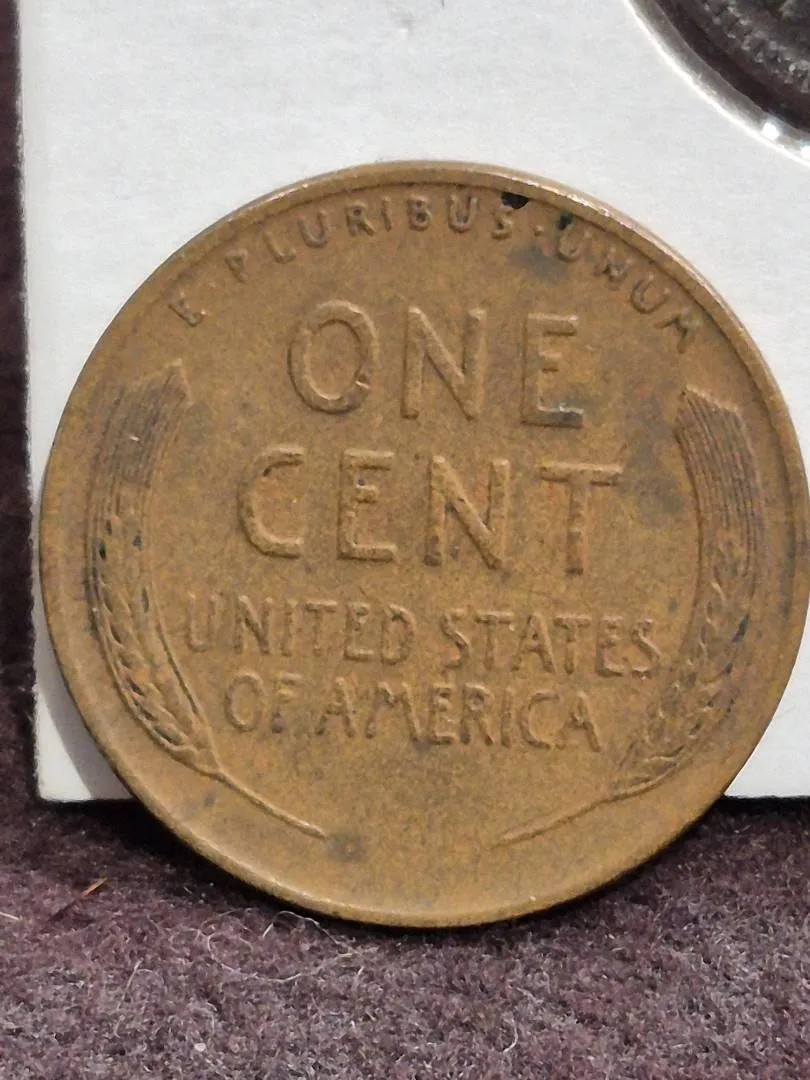 E·PLURIBUS·UNUM
ONE
CENT
UNITED STATES
OF AMERICA